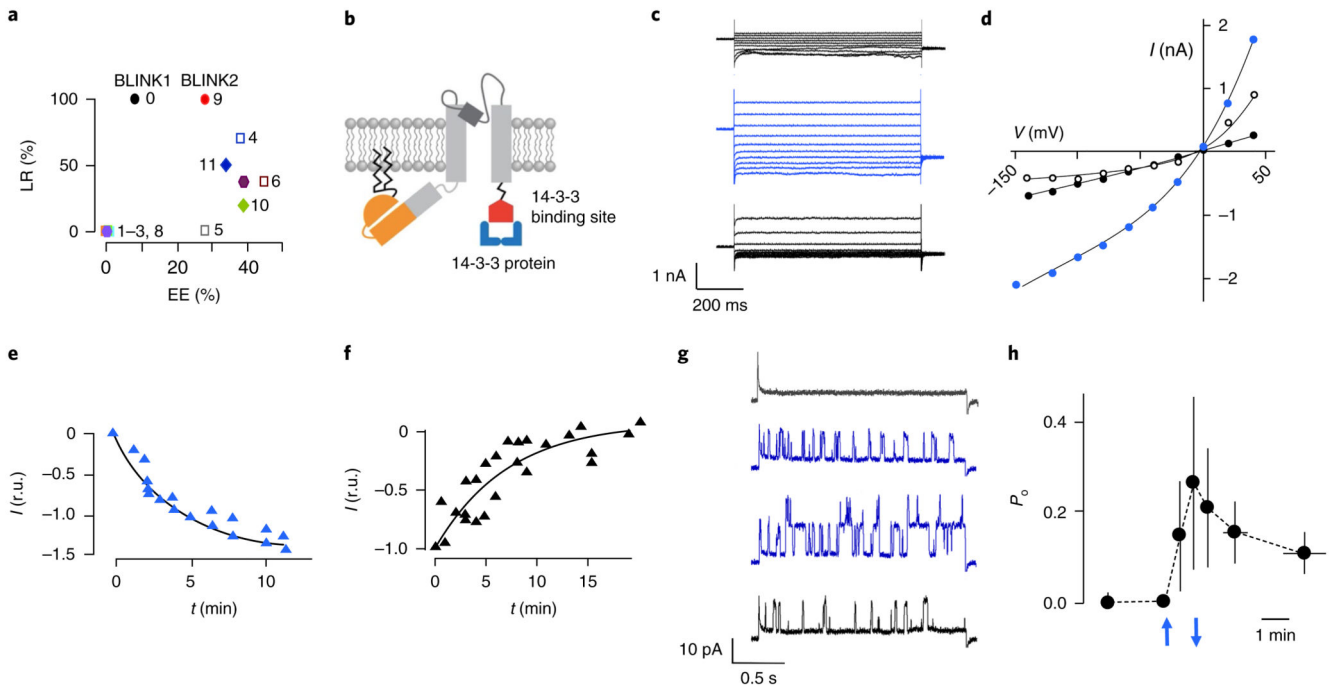 a
BLINK1 BLINK2
100
50
0
LR (%)
0
9
4
11
6
10
1–3, 8
5
0 20 40
EE (%)
b
14-3-3
binding site
14-3-3 protein
c
1 nA
200 ms
d
I (nA)
2
1
V (mV)
−150
50
−1
−2
e
0
−0.5
−1.0
−1.5
I (r.u.)
0 5 10
t (min)
f
0
−0.5
−1.0
I (r.u.)
0 5 10 15
t (min)
g
10 pA
0.5 s
h
0.4
0.2
0.0
Po
1 min